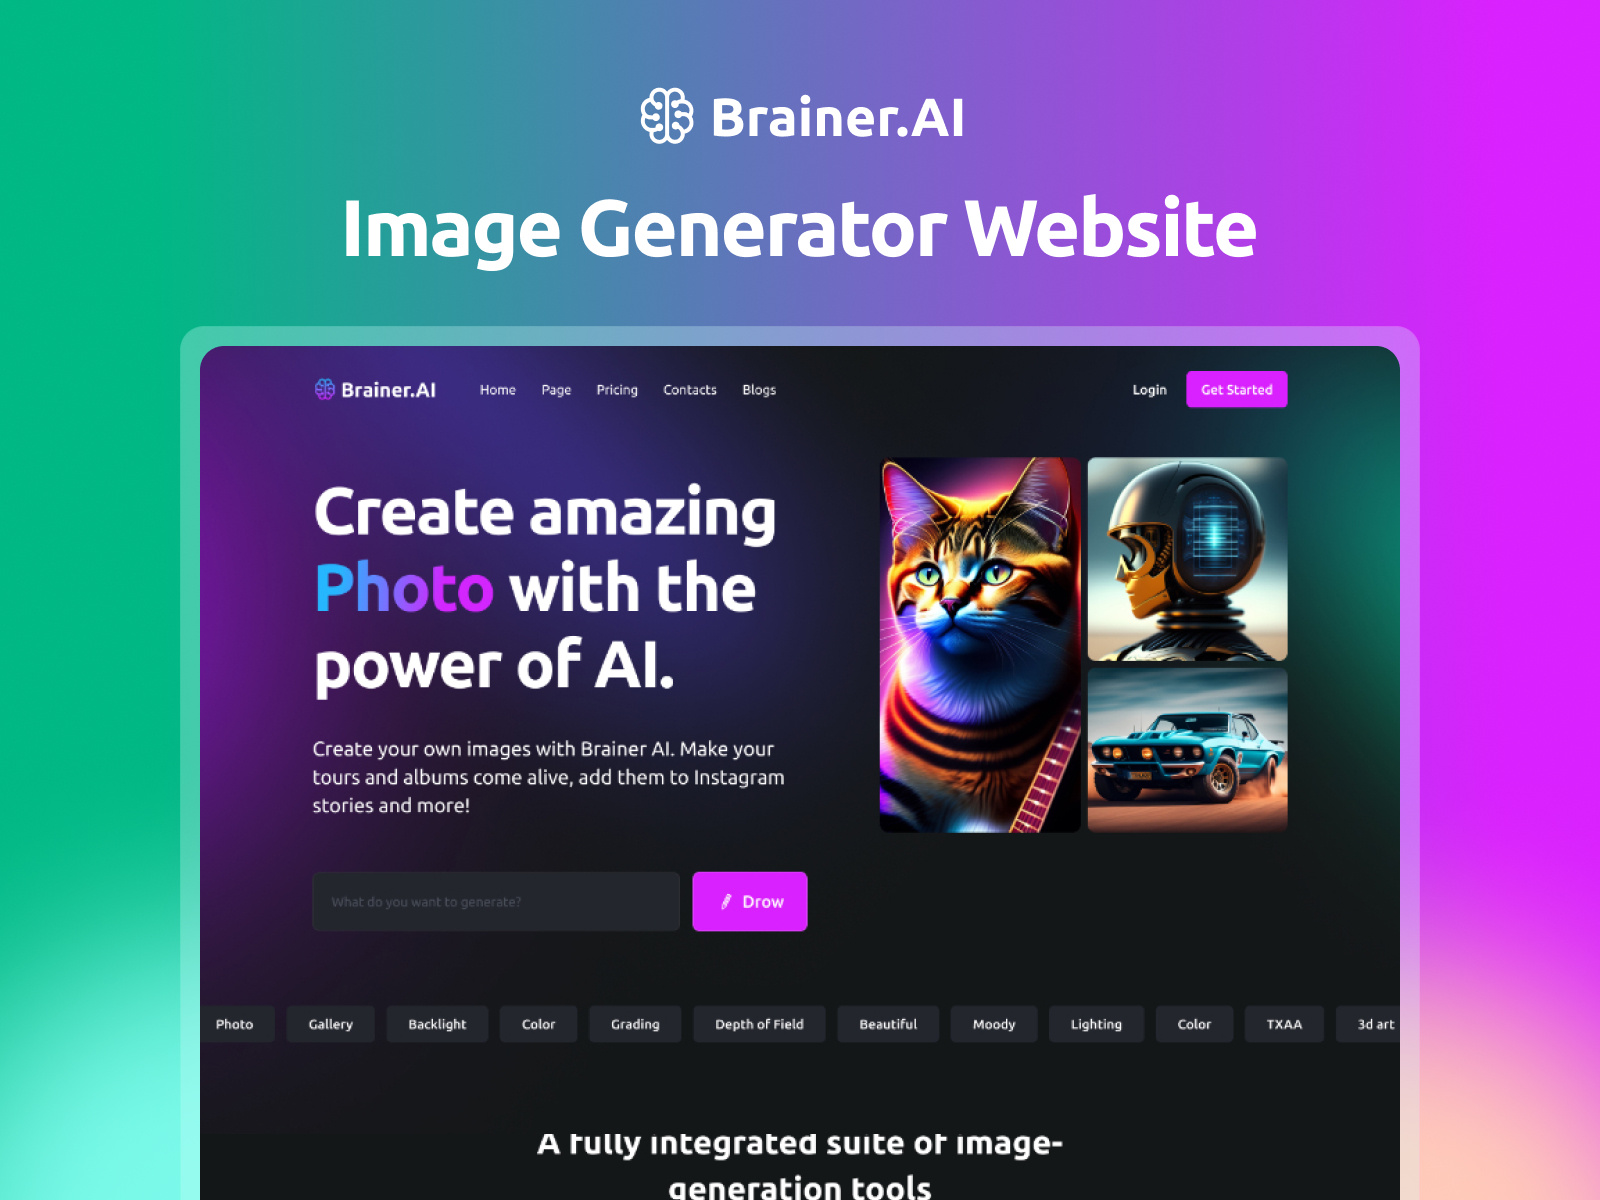 Brainer.AI
Image Generator Website
Brainer.AI
Home Page Pricing Contacts Blogs
Login Get Started
Create amazing
Photo with the
power of AI.
Create your own images with Brainer AI. Make your
tours and albums come alive, add them to Instagram
stories and more!
What do you want to generate?
Drow
Photo Gallery Backlight Color Grading Depth of Field Beautiful Moody Lighting Color TXAA 3d art
A fully integrated suite of image-
generation tools